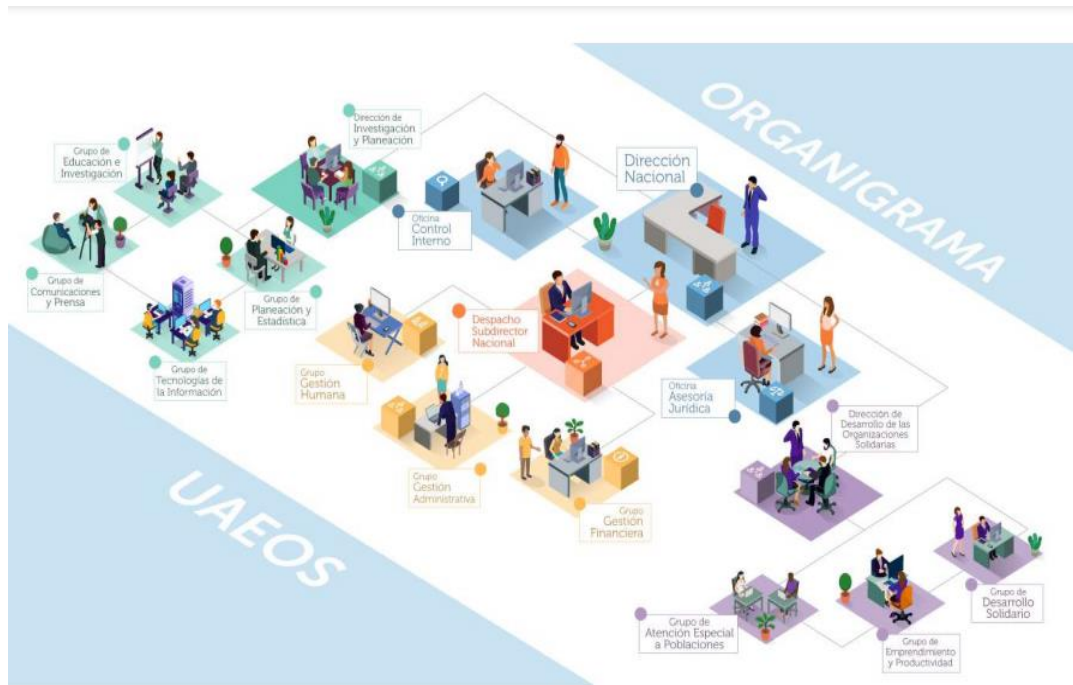 ORGANIGRAMA
Dirección de
Investigación
y Planeación
Grupo de
Educación e
Investigación
Dirección
Nacional
Oficina
Control
Interno
Grupo de
Comunicaciones
y Prensa
Grupo de
Planeación y
Estadística
Despacho
Subdirector
Nacional
Grupo de
Tecnologías de
la Información
Grupo
Gestión
Humana
Oficina
Asesoría
Jurídica
Dirección de
Desarrollo de las
Organizaciones
Solidarias
Grupo
Gestión
Administrativa
Grupo
Gestión
Financiera
UAEOS
Grupo de
Desarrollo
Solidario
Grupo de
Atención Especial
a Poblaciones
Grupo de
Emprendimiento
y Productividad